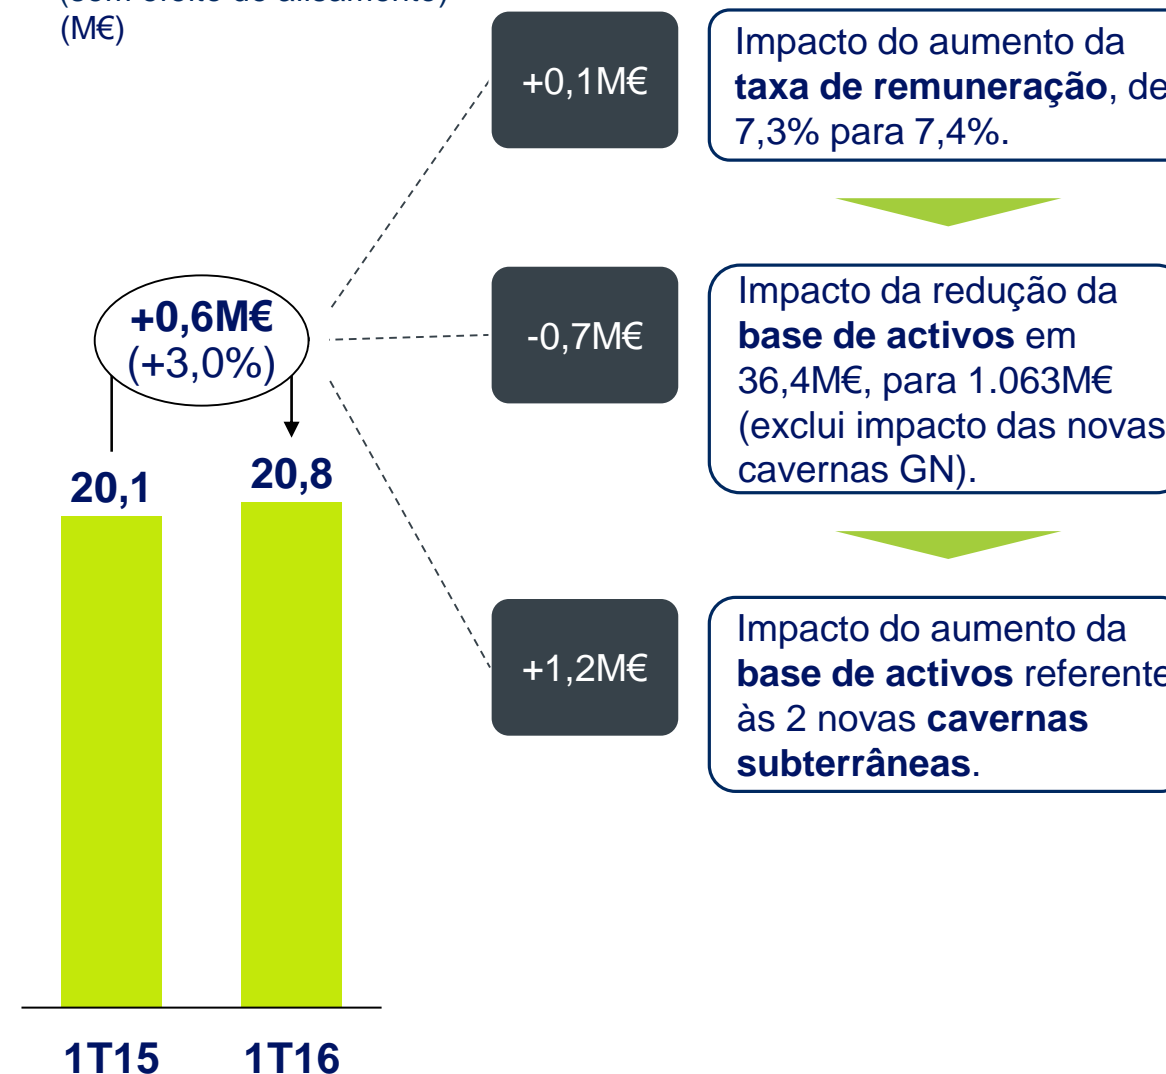 (M€)
+0,1M€
Impacto do aumento da
taxa de remuneração, de
7,3% para 7,4%.
+0,6M€
(+3,0%)
-0,7M€
Impacto da redução da
base de activos em
36,4M€, para 1.063M€
(exclui impacto das novas
cavernas GN).
20,1
20,8
+1,2M€
Impacto do aumento da
base de activos referente
às 2 novas cavernas
subterrâneas.
1T15
1T16